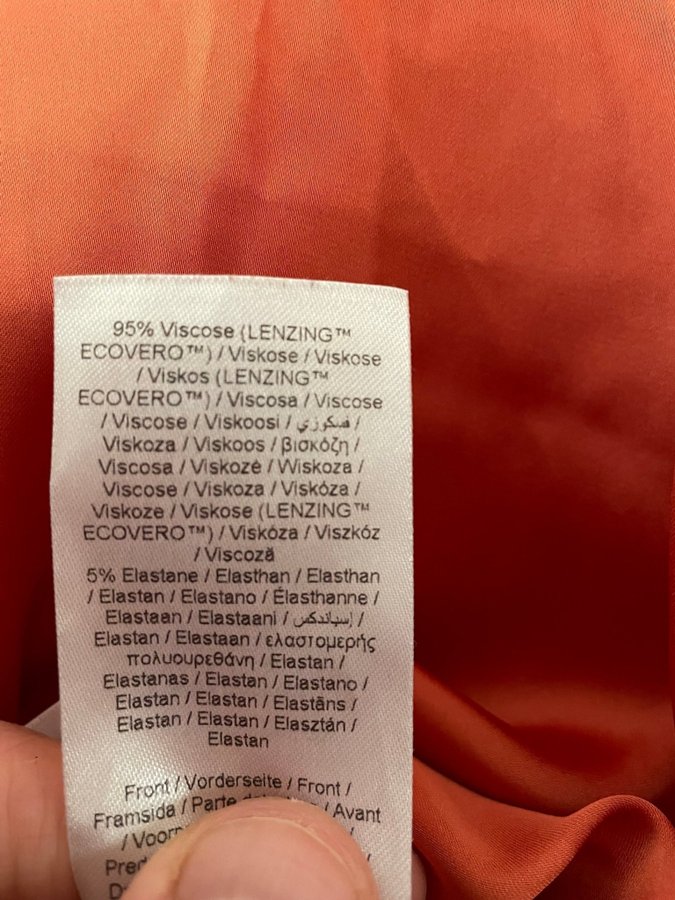 95% Viscose (LENZING™
ECOVERO™) / Viskose / Viskose
/ Viskos (LENZING™
ECOVERO™) / Viscosa / Viscose
/ Viscose / Viskoosi / فسكوزي /
Viskoza / Viskoos / βισκόζη /
Viscosa / Viskozė / Wiskoza /
Viscose / Viskoza / Viskóza /
Viskoze / Viskose (LENZING™
ECOVERO™) / Viskóza / Viszkóz
/ Viscoză
5% Elastane / Elasthan / Elasthan
/ Elastan / Elastano / Élasthanne /
Elastaan / Elastaani / إسباندكس /
Elastan / Elastaan / ελαστομερής
πολυουρεθάνη / Elastan /
Elastanas / Elastan / Elastano /
Elastan / Elastan / Elastāns /
Elastan / Elastan / Elasztán /
Elastan
Front / Vorderseite / Front /
Framsida / Parte / Avant
/
/